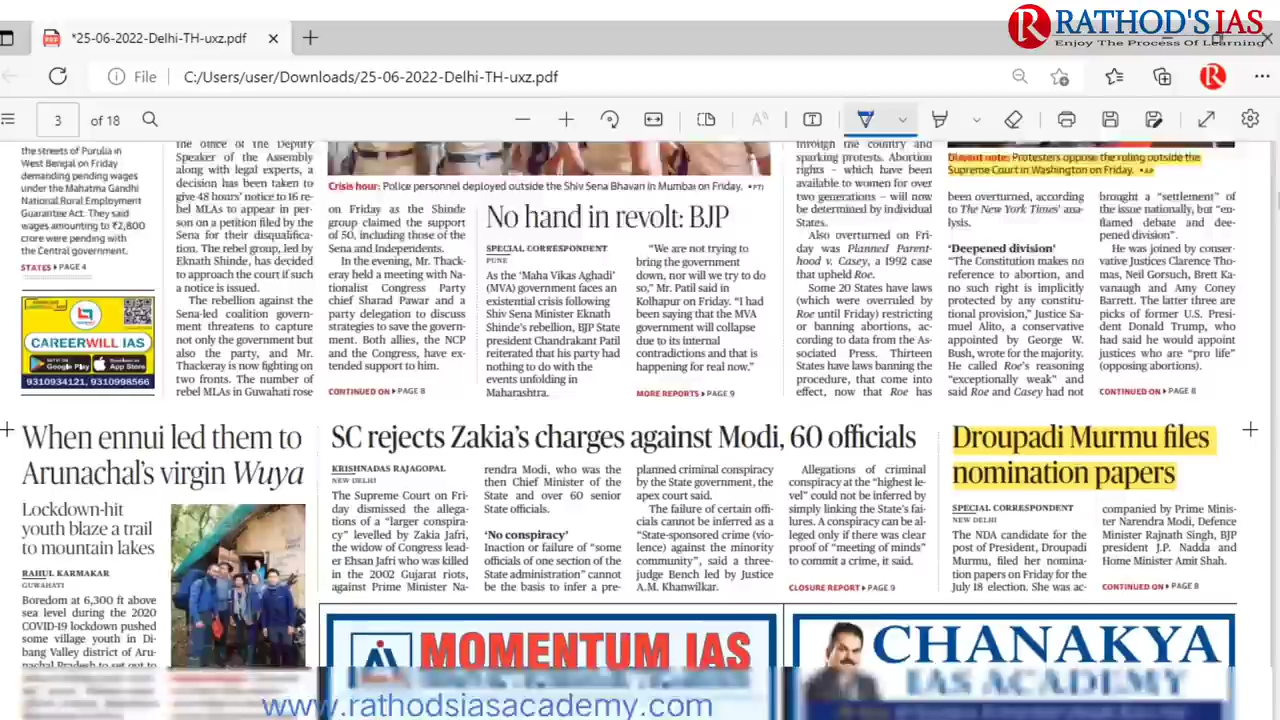 RATHOD'S IAS
Enjoy The Process Of Learning
*25-06-2022-Delhi-TH-uxz.pdf
File
C:/Users/user/Downloads/25-06-2022-Delhi-TH-uxz.pdf
3 of 18
the streets of Purulia in
West Bengal on Friday
demanding pending wages
under the Mahatma Gandhi
National Rural Employment
Guarantee Act. They said
wages amounting to ₹2,800
crore were pending with
the Central government.
STATES PAGE 4
CAREERWILL IAS
Google Play
App Store
9310934121, 9310998566
the office of the Deputy
Speaker of the Assembly
along with legal experts, a
decision has been taken to
give 48 hours' notice to 16 re-
bel MLAs to appear in per-
son on a petition filed by the
Sena for their disqualifica-
tion. The rebel group, led by
Eknath Shinde, has decided
to approach the court if such
a notice is issued.
The rebellion against the
Sena-led coalition govern-
ment threatens to capture
not only the government but
also the party, and Mr.
Thackeray is now fighting on
two fronts. The number of
rebel MLAs in Guwahati rose
Crisis hour: Police personnel deployed outside the Shiv Sena Bhavan in Mumbai on Friday. •PTI
on Friday as the Shinde
group claimed the support
of 50, including those of the
Sena and Independents.
In the evening, Mr. Thack-
eray held a meeting with Na-
tionalist Congress Party
chief Sharad Pawar and a
party delegation to discuss
strategies to save the govern-
ment. Both allies, the NCP
and the Congress, have ex-
tended support to him.
CONTINUED ON PAGE 8
No hand in revolt: BJP
SPECIAL CORRESPONDENT
PUNE
As the 'Maha Vikas Aghadi'
(MVA) government faces an
existential crisis following
Shiv Sena Minister Eknath
Shinde's rebellion, BJP State
president Chandrakant Patil
reiterated that his party had
nothing to do with the
events unfolding in
Maharashtra.
"We are not trying to
bring the government
down, nor will we try to do
so," Mr. Patil said in
Kolhapur on Friday. "I had
been saying that the MVA
government will collapse
due to its internal
contradictions and that is
happening for real now."
MORE REPORTS PAGE 9
through the country and
sparking protests. Abortion
rights – which have been
available to women for over
two generations – will now
be determined by individual
States.
Also overturned on Fri-
day was Planned Parent-
hood v. Casey, a 1992 case
that upheld Roe.
Some 20 States have laws
(which were overruled by
Roe until Friday) restricting
or banning abortions, ac-
cording to data from the As-
sociated Press. Thirteen
States have laws banning the
procedure, that come into
effect, now that Roe has
Dissent note: Protesters oppose the ruling outside the
Supreme Court in Washington on Friday. •AP
been overturned, according
to The New York Times' ana-
lysis.
'Deepened division'
"The Constitution makes no
reference to abortion, and
no such right is implicitly
protected by any constitu-
tional provision," Justice Sa-
muel Alito, a conservative
appointed by George W.
Bush, wrote for the majority.
He called Roe's reasoning
"exceptionally weak" and
said Roe and Casey had not
brought a "settlement" of
the issue nationally, but "en-
flamed debate and dee-
pened division".
He was joined by conser-
vative Justices Clarence Tho-
mas, Neil Gorsuch, Brett Ka-
vanaugh and Amy Coney
Barrett. The latter three are
picks of former U.S. Presi-
dent Donald Trump, who
had said he would appoint
justices who are "pro life"
(opposing abortions).
CONTINUED ON PAGE 8
When ennui led them to
Arunachal's virgin Wuya
Lockdown-hit
youth blaze a trail
to mountain lakes
RAHUL KARMAKAR
GUWAHATI
Boredom at 6,300 ft above
sea level during the 2020
COVID-19 lockdown pushed
some village youth in Di-
bang Valley district of Aru-
nachal Pradesh to set out to
SC rejects Zakia's charges against Modi, 60 officials
KRISHNADAS RAJAGOPAL
NEW DELHI
The Supreme Court on Fri-
day dismissed the allega-
tions of a "larger conspira-
cy" levelled by Zakia Jafri,
the widow of Congress lead-
er Ehsan Jafri who was killed
in the 2002 Gujarat riots,
against Prime Minister Na-
rendra Modi, who was the
then Chief Minister of the
State and over 60 senior
State officials.
'No conspiracy'
Inaction or failure of "some
officials of one section of the
State administration" cannot
be the basis to infer a pre-
planned criminal conspiracy
by the State government, the
apex court said.
The failure of certain offi-
cials cannot be inferred as a
"State-sponsored crime (vio-
lence) against the minority
community", said a three-
judge Bench led by Justice
A.M. Khanwilkar.
Allegations of criminal
conspiracy at the "highest le-
vel" could not be inferred by
simply linking the State's fai-
lures. A conspiracy can be al-
leged only if there was clear
proof of "meeting of minds"
to commit a crime, it said.
CLOSURE REPORT PAGE 9
Droupadi Murmu files
nomination papers
SPECIAL CORRESPONDENT
NEW DELHI
The NDA candidate for the
post of President, Droupadi
Murmu, filed her nomina-
tion papers on Friday for the
July 18 election. She was ac-
companied by Prime Minis-
ter Narendra Modi, Defence
Minister Rajnath Singh, BJP
president J.P. Nadda and
Home Minister Amit Shah.
CONTINUED ON PAGE 8
MOMENTUM IAS
CHANAKYA
IAS ACADEMY
www.rathodsiasacademy.com